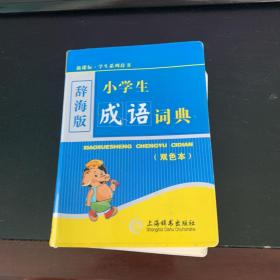 新课标·学生系列辞书
辞海版
小学生
成语词典
XIAOXUESHENG CHENGYU CIDIAN
(双色本)
上海辞书出版社
Shanghai Cishu Chubanshe